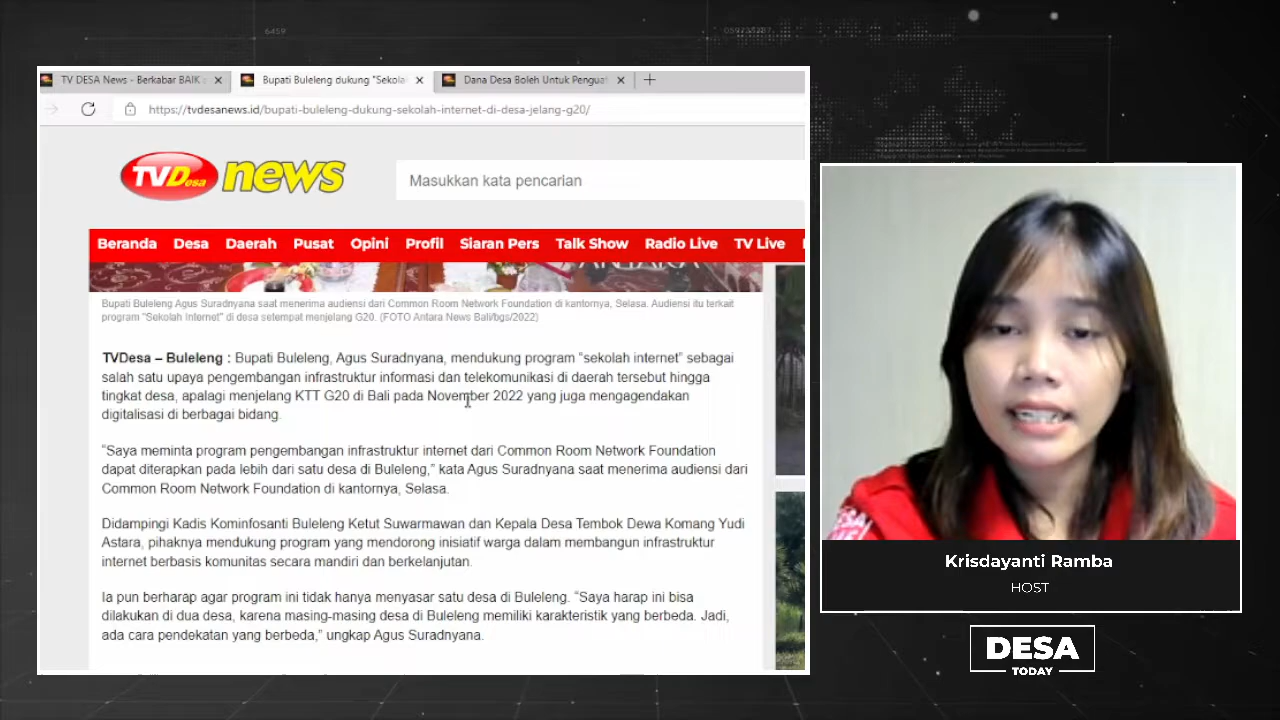 6459
TV DESA News - Berkabar BAIK
Bupati Buleleng dukung "Sekola
Dana Desa Boleh Untuk Pengua
https://tvdesanews.id/bupati-buleleng-dukung-sekolah-internet-di-desa-jelang-g20/
TVDesa news
Masukkan kata pencarian
Beranda Desa Daerah Pusat Opini Profil Siaran Pers Talk Show Radio Live TV Live
Bupati Buleleng Agus Suradnyana saat menerima audiensi dari Common Room Network Foundation di kantornya, Selasa. Audiensi itu terkait
program "Sekolah Internet" di desa setempat menjelang G20. (FOTO Antara News Bali/bgs/2022)
TVDesa – Buleleng : Bupati Buleleng, Agus Suradnyana, mendukung program “sekolah internet” sebagai
salah satu upaya pengembangan infrastruktur informasi dan telekomunikasi di daerah tersebut hingga
tingkat desa, apalagi menjelang KTT G20 di Bali pada November 2022 yang juga mengagendakan
digitalisasi di berbagai bidang.
“Saya meminta program pengembangan infrastruktur internet dari Common Room Network Foundation
dapat diterapkan pada lebih dari satu desa di Buleleng,” kata Agus Suradnyana saat menerima audiensi dari
Common Room Network Foundation di kantornya, Selasa.
Didampingi Kadis Kominfosanti Buleleng Ketut Suwarmawan dan Kepala Desa Tembok Dewa Komang Yudi
Astara, pihaknya mendukung program yang mendorong inisiatif warga dalam membangun infrastruktur
internet berbasis komunitas secara mandiri dan berkelanjutan.
Ia pun berharap agar program ini tidak hanya menyasar satu desa di Buleleng. “Saya harap ini bisa
dilakukan di dua desa, karena masing-masing desa di Buleleng memiliki karakteristik yang berbeda. Jadi,
ada cara pendekatan yang berbeda,” ungkap Agus Suradnyana.
Krisdayanti Ramba
HOST
DESA
TODAY